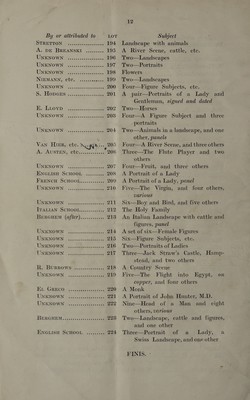 12
By or attributed to LOT Subject
STRETTON ............ 194 Landscape with animals
A. DE BREANSKI ...... 195 A River Scene, cattle, etc.
UNKNOWN ............ 196 Two—Landscapes
UNKNOWN ............ 197 Two—Portraits
UNKNOWN ............ 198 Flowers
NIEMANN, etc. ......... 199 Two—Landscapes
UNKNOWN ............ 200 Four—Figure Subjects, etc.
S. HODGES ............ 201 A pair—Portraits of a Lady and
Gentleman, signed and dated
E. LLOYD ............ 202 Two—Horses
UNKNOWN ............ 203 Four—A Figure Subject and three
portraits
UNKNOWN ............ 204 Two—Animals in a landscape, and one
other, panels
VAN HIER, etc. 205 Four—A River Scene, and three others
A. AUSTEN, etc. ......... 206 Three—The Flute Player and two
others
UNKNOWN ............ 207 Four—Fruit, and three others
ENGLISH SCHOOL ...... 208 A Portrait of a Lady
FRENCH SCHOOL ...... 209 A Portrait of a Lady, panel
UNKNOWN ............ 210 Five—The Virgin, and four others,
various
UNKNOWN ............ 211 Six—Boy and Bird, and five others
ITALIAN SCHOOL ...... 212 The Holy Family
BERGHEM (after) ......... 213 An Italian Landscape with cattle and
figures, panel
UNKNOWN ............ 214 A set of six—Female Figures
UNKNOWN ............ 215 Six—Figure Subjects, etc.
UNKNOWN ............ 216 Two—Portraits of Ladies
UNKNOWN ............ 217 Three—Jack Straw's Castle, Hampstead, and two others
H. BURROWS ............ 218 A Country Scene
UNKNOWN ............ 219 Five—The Flight into Egypt, on
copper, and four others
EL GRECO ............ 220 A Monk
UNKNOWN ............ 221 A Portrait of John Hunter, M.D.
UNKNOWN ............ 222 Nine—Head of a Man and eight
others, various
BERGHEM ............ 223 Two—Landscape, cattle and figures,
and one other
ENGLISH SCHOOL ...... 224 Three—Portrait of a Lady, a
Swiss Landscape, and one other
FINIS.